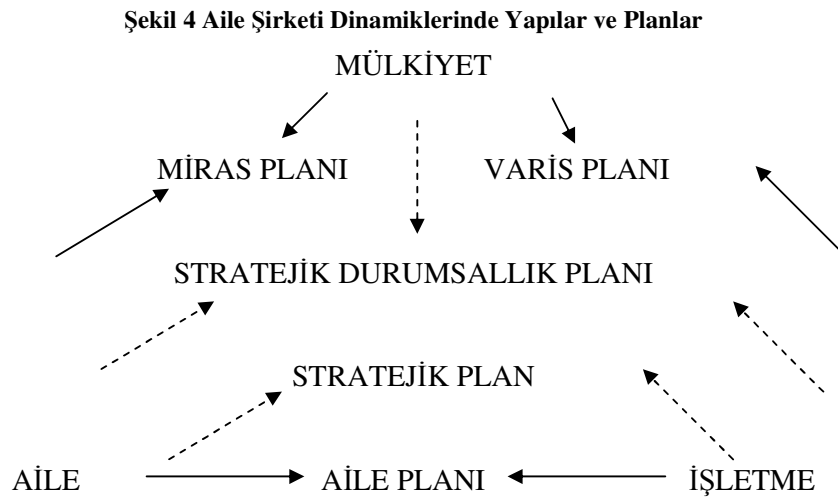 Şekil 4 Aile Şirketi Dinamiklerinde Yapılar ve Planlar
MÜLKİYET
MİRAS PLANI VARİS PLANI
STRATEJİK DURUMSALLIK PLANI
STRATEJİK PLAN
AİLE AİLE PLANI İŞLETME